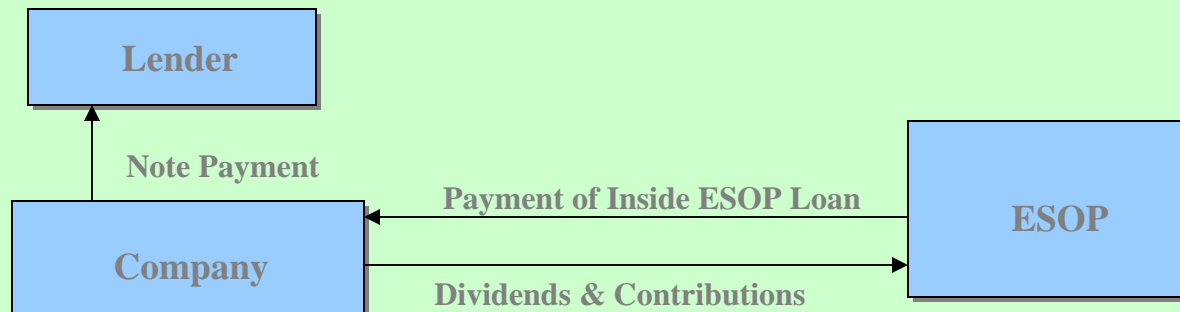 Lender
Note Payment
Payment of Inside ESOP Loan
ESOP
Company
Dividends & Contributions